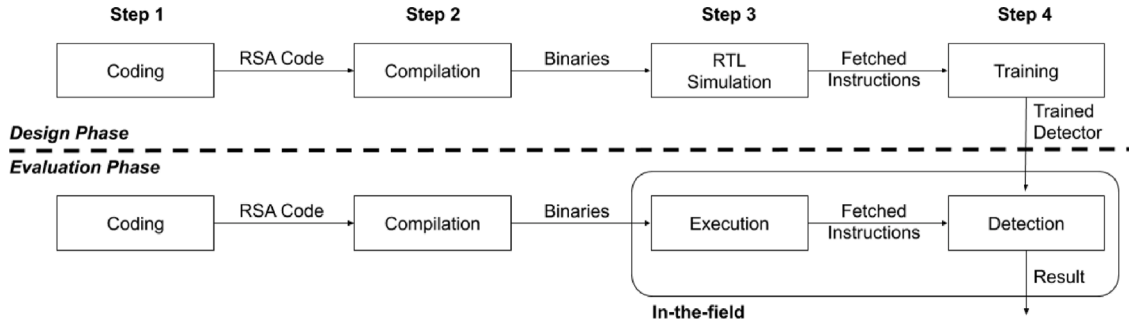 Step 1
Step 2
Step 3
Step 4
Coding
RSA Code
Compilation
Binaries
RTL
Simulation
Fetched
Instructions
Training
Trained
Detector
Design Phase
Evaluation Phase
Coding
RSA Code
Compilation
Binaries
Execution
Fetched
Instructions
Detection
Result
In-the-field